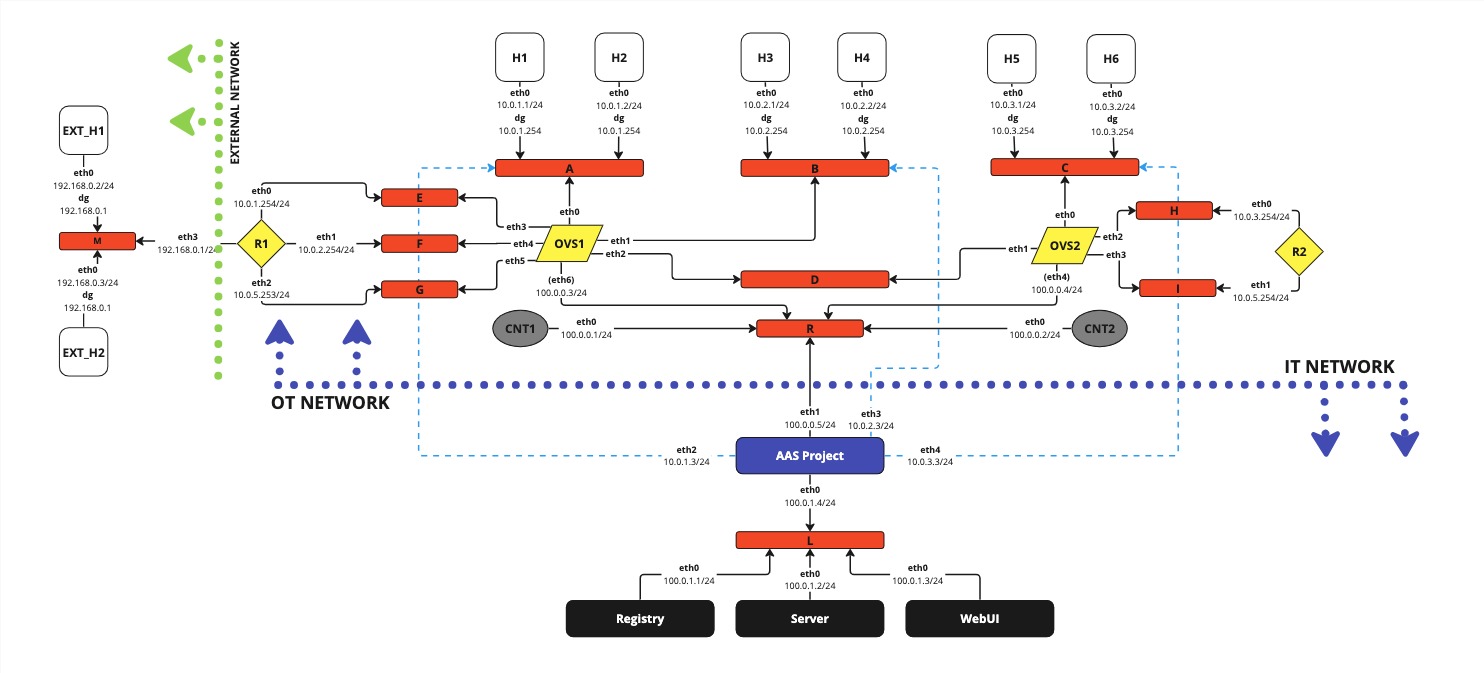 EXTERNAL NETWORK
EXT_H1
eth0
192.168.0.2/24
dg
192.168.0.1
M
eth3
192.168.0.1/24
eth0
192.168.0.3/24
dg
192.168.0.1
EXT_H2
eth0
10.0.1.254/24
R1
eth1
10.0.2.254/24
eth2
10.0.5.253/24
E
F
G
H1
eth0
10.0.1.1/24
dg
10.0.1.254
H2
eth0
10.0.1.2/24
dg
10.0.1.254
A
eth0
eth3
eth4
eth5
OVS1
eth1
eth2
(eth6)
100.0.0.3/24
H3
eth0
10.0.2.1/24
dg
10.0.2.254
H4
eth0
10.0.2.2/24
dg
10.0.2.254
B
D
H5
eth0
10.0.3.1/24
dg
10.0.3.254
H6
eth0
10.0.3.2/24
dg
10.0.3.254
C
eth0
eth1
OVS2
eth2
eth3
(eth4)
100.0.0.4/24
H
I
eth0
10.0.3.254/24
R2
eth1
10.0.5.254/24
CNT1
eth0
100.0.0.1/24
R
eth0
100.0.0.2/24
CNT2
OT NETWORK
IT NETWORK
eth1
100.0.0.5/24
eth3
10.0.2.3/24
eth2
10.0.1.3/24
AAS Project
eth4
10.0.3.3/24
eth0
100.0.1.4/24
L
eth0
100.0.1.1/24
eth0
100.0.1.2/24
eth0
100.0.1.3/24
Registry
Server
WebUI